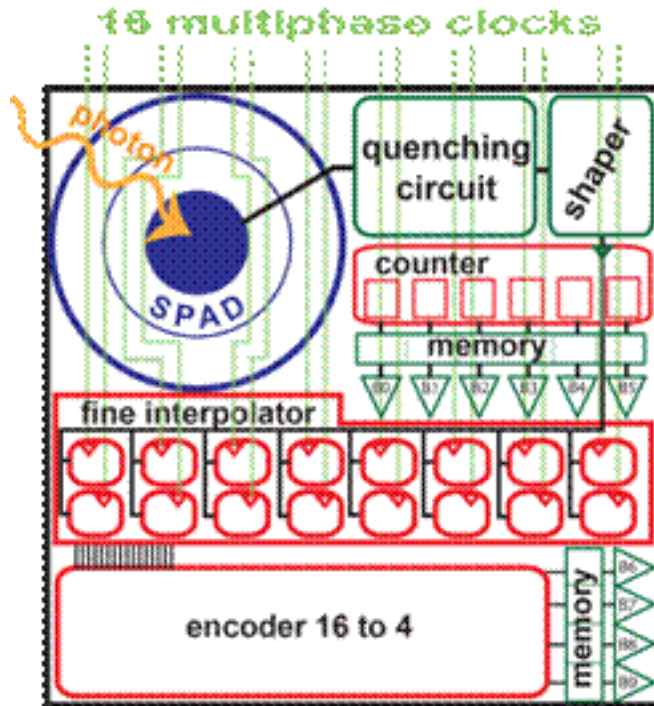 16 multiphase clocks
photon
SPAD
quenching
circuit
shaper
counter
memory
B0 B1 B2 B3 B4 B5
fine interpolator
encoder 16 to 4
memory
B6
B7
B8
B9